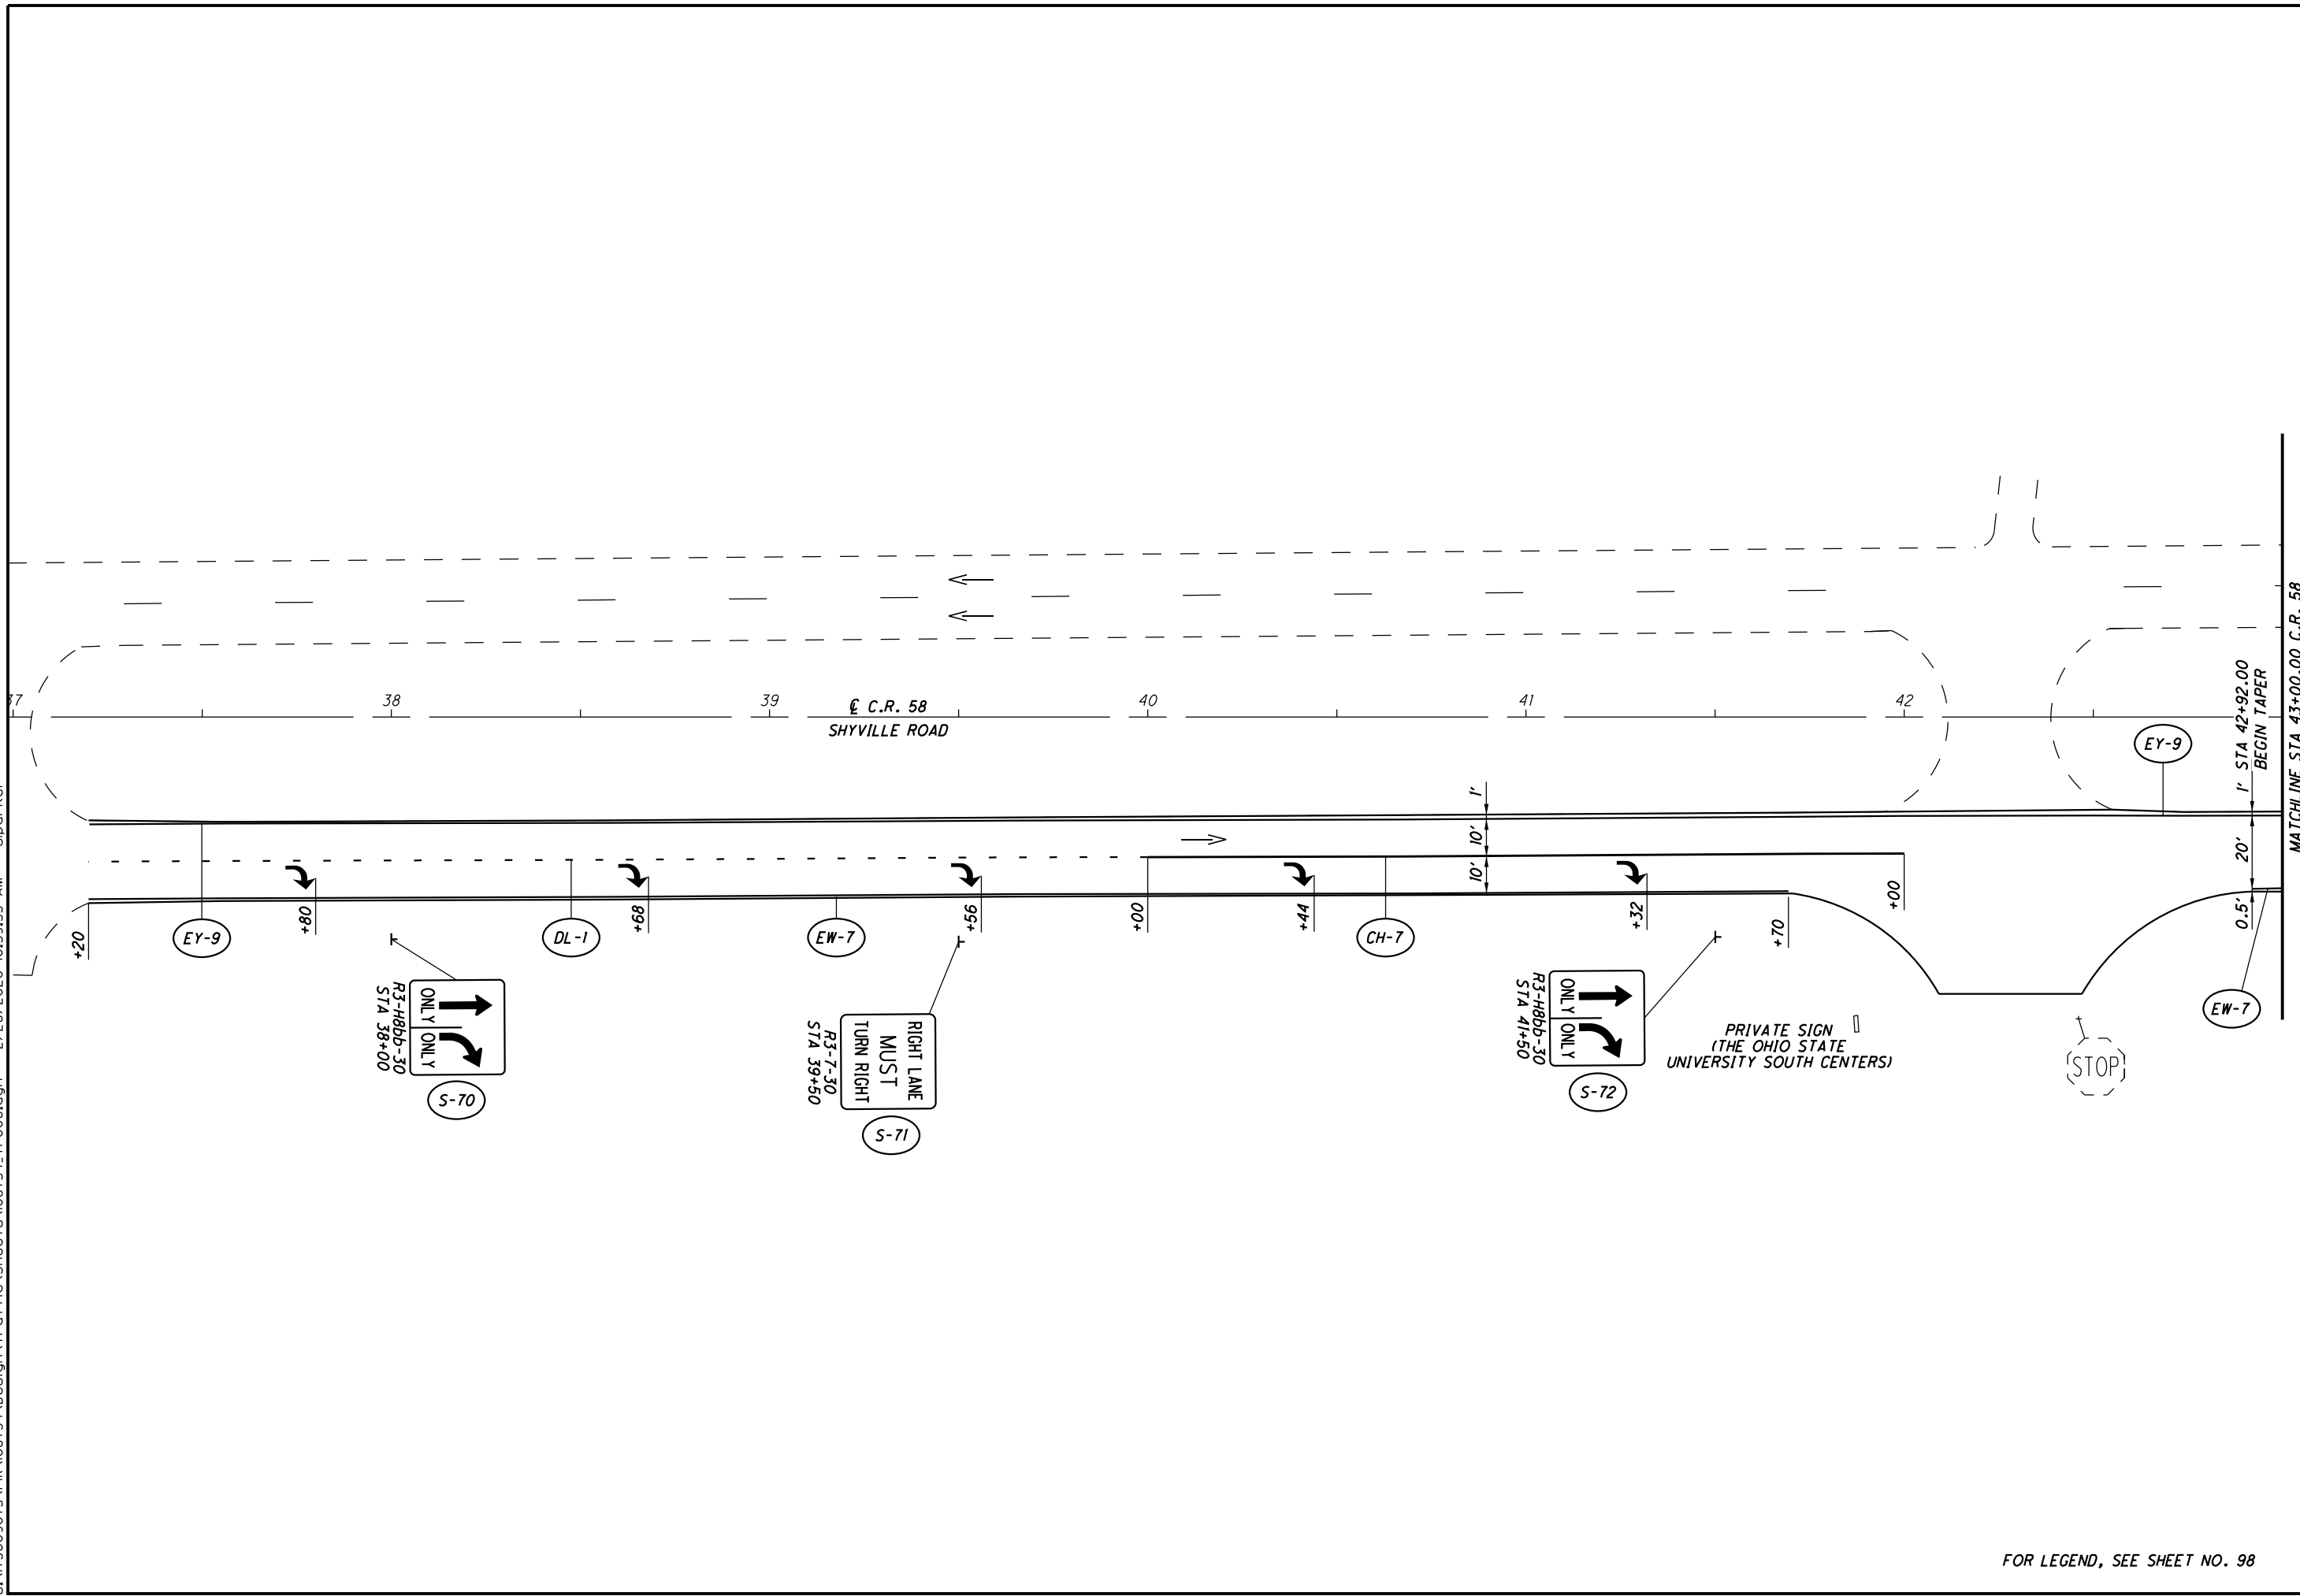 37
38
39
40
41
42
℄ C.R. 58
SHYVILLE ROAD
EY-9
1' STA 42+92.00
BEGIN TAPER
MATCHLINE STA 43+00.00 C.R. 58
1'
10'
10'
20'
0.5'
+20
EY-9
+80
DL-1
+68
EW-7
+56
+00
+44
CH-7
+32
+70
+00
EW-7
ONLY
ONLY
R3-H8bb-30
STA 38+00
S-70
RIGHT LANE
MUST
TURN RIGHT
R3-7-30
STA 39+50
S-71
ONLY
ONLY
R3-H8bb-30
STA 41+50
S-72
PRIVATE SIGN
(THE OHIO STATE
UNIVERSITY SOUTH CENTERS)
STOP
FOR LEGEND, SEE SHEET NO. 98